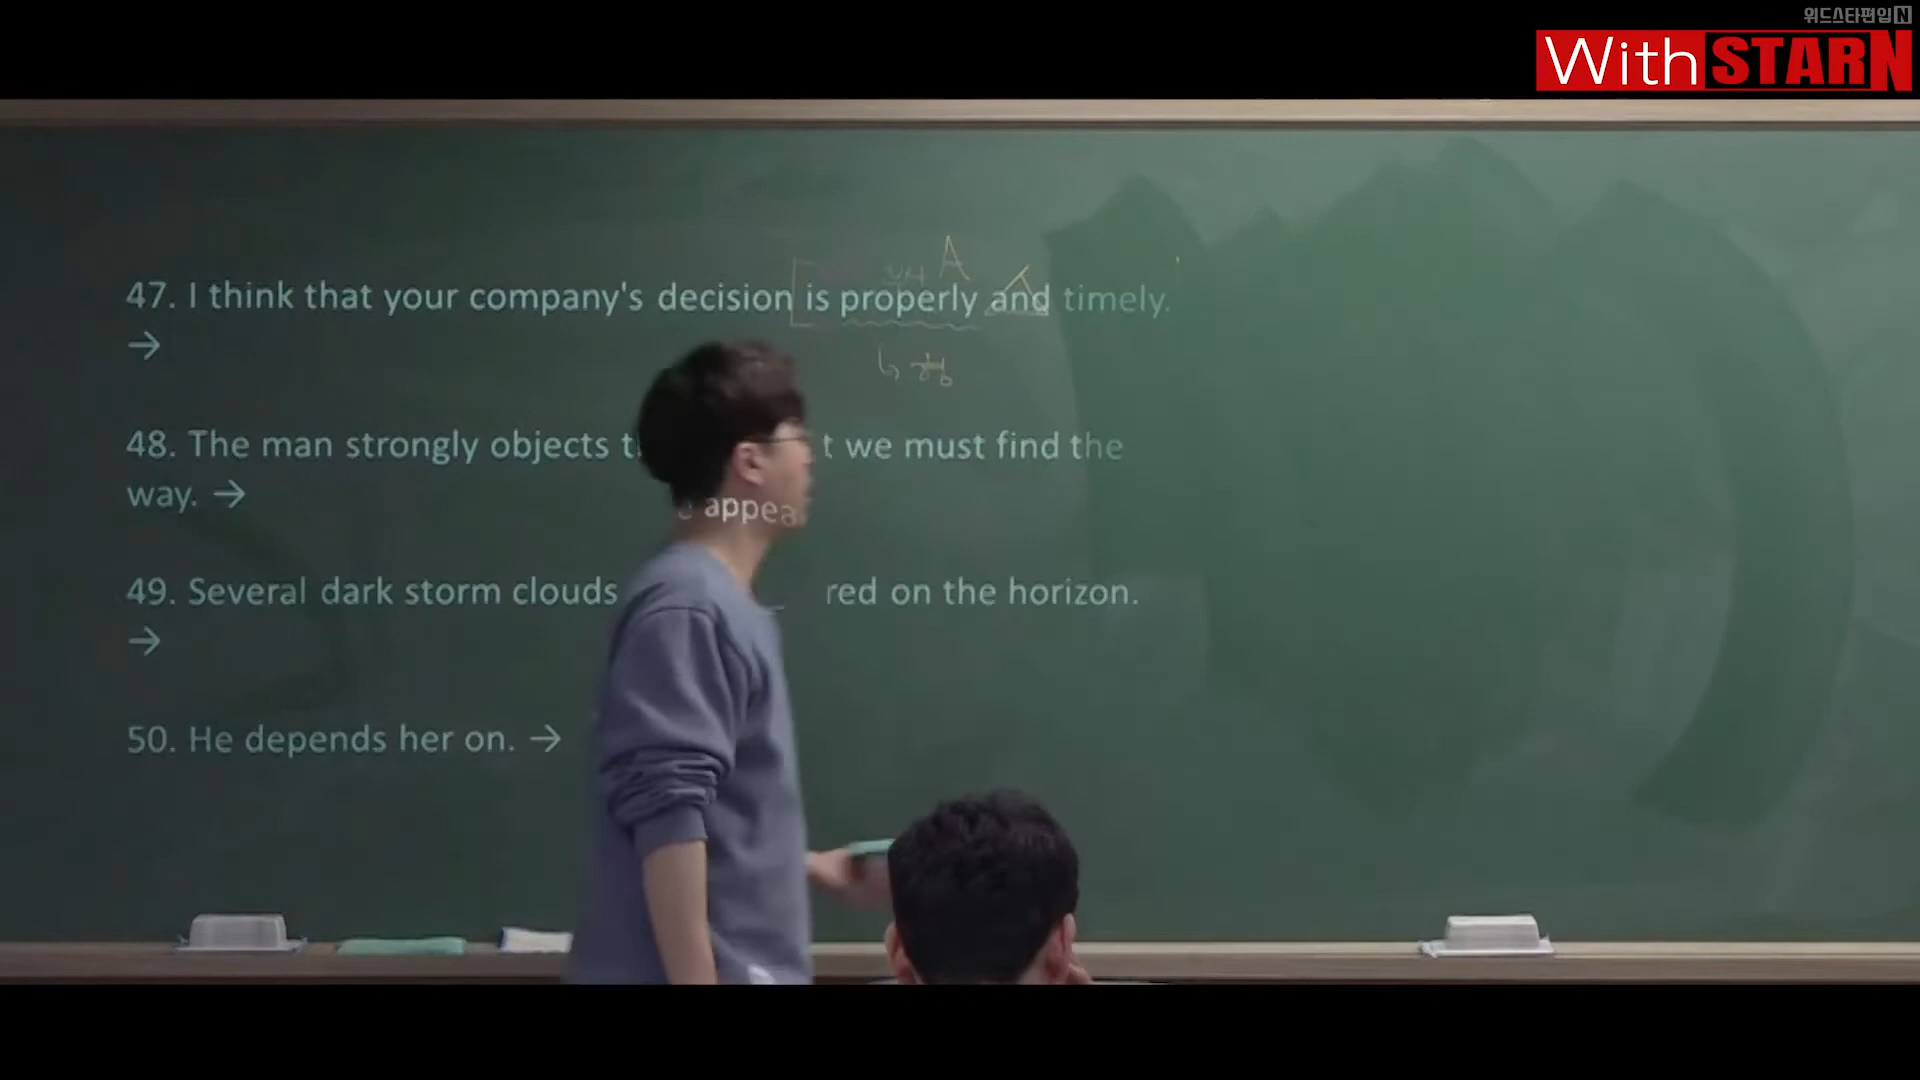 위드스타편입N
With STARN
A
47. I think that your company's decision is properly and timely.
→
↳ 형
48. The man strongly objects t t we must find the
way. →
appea
49. Several dark storm clouds red on the horizon.
→
50. He depends her on. →